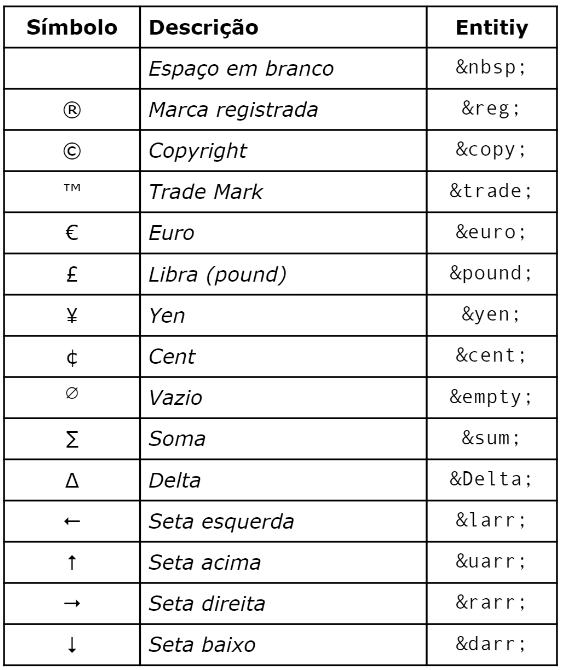 Símbolo Descrição Entitiy
Espaço em branco &nbsp;
® Marca registrada &reg;
© Copyright &copy;
™ Trade Mark &trade;
€ Euro &euro;
£ Libra (pound) &pound;
¥ Yen &yen;
¢ Cent &cent;
∅ Vazio &empty;
∑ Soma &sum;
Δ Delta &Delta;
← Seta esquerda &larr;
↑ Seta acima &uarr;
→ Seta direita &rarr;
↓ Seta baixo &darr;